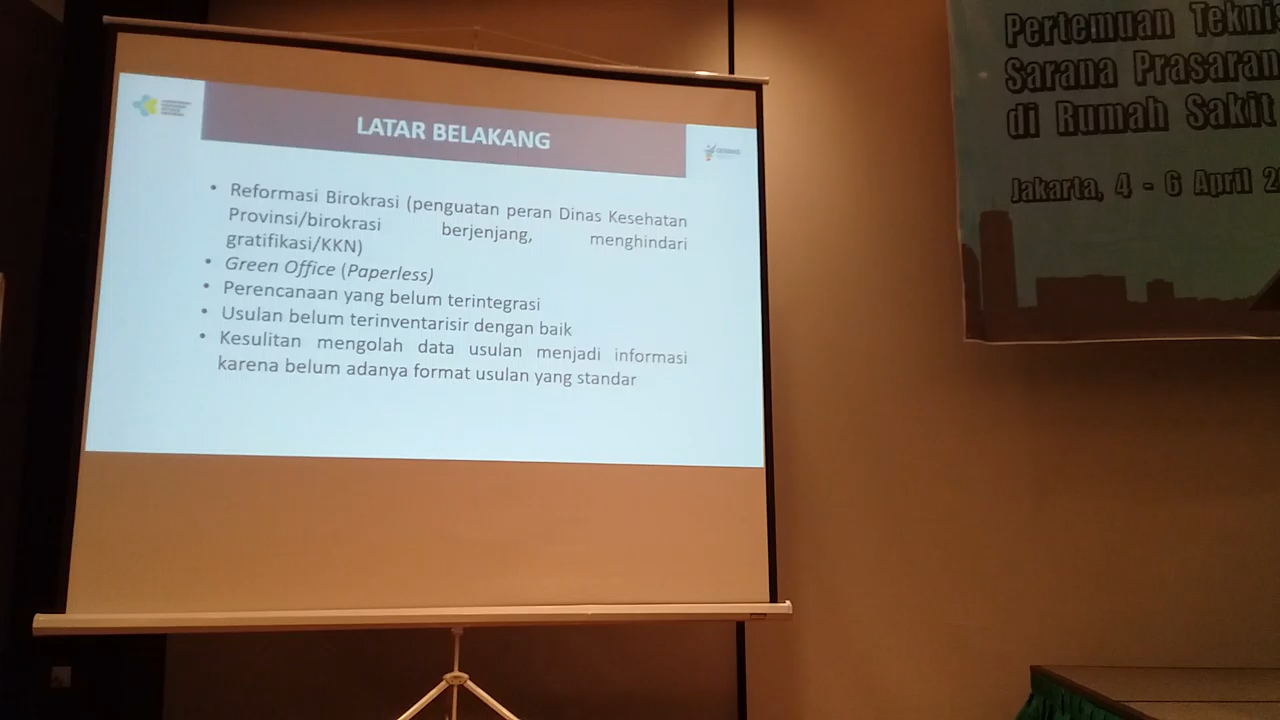 LATAR BELAKANG
• Reformasi Birokrasi (penguatan peran Dinas Kesehatan
Provinsi/birokrasi berjenjang, menghindari
gratifikasi/KKN)
• Green Office (Paperless)
• Perencanaan yang belum terintegrasi
• Usulan belum terinventarisir dengan baik
• Kesulitan mengolah data usulan menjadi informasi
karena belum adanya format usulan yang standar
Pertemuan Teknis
Sarana Prasaran
di Rumah Sakit
Jakarta, 4 - 6 April 2